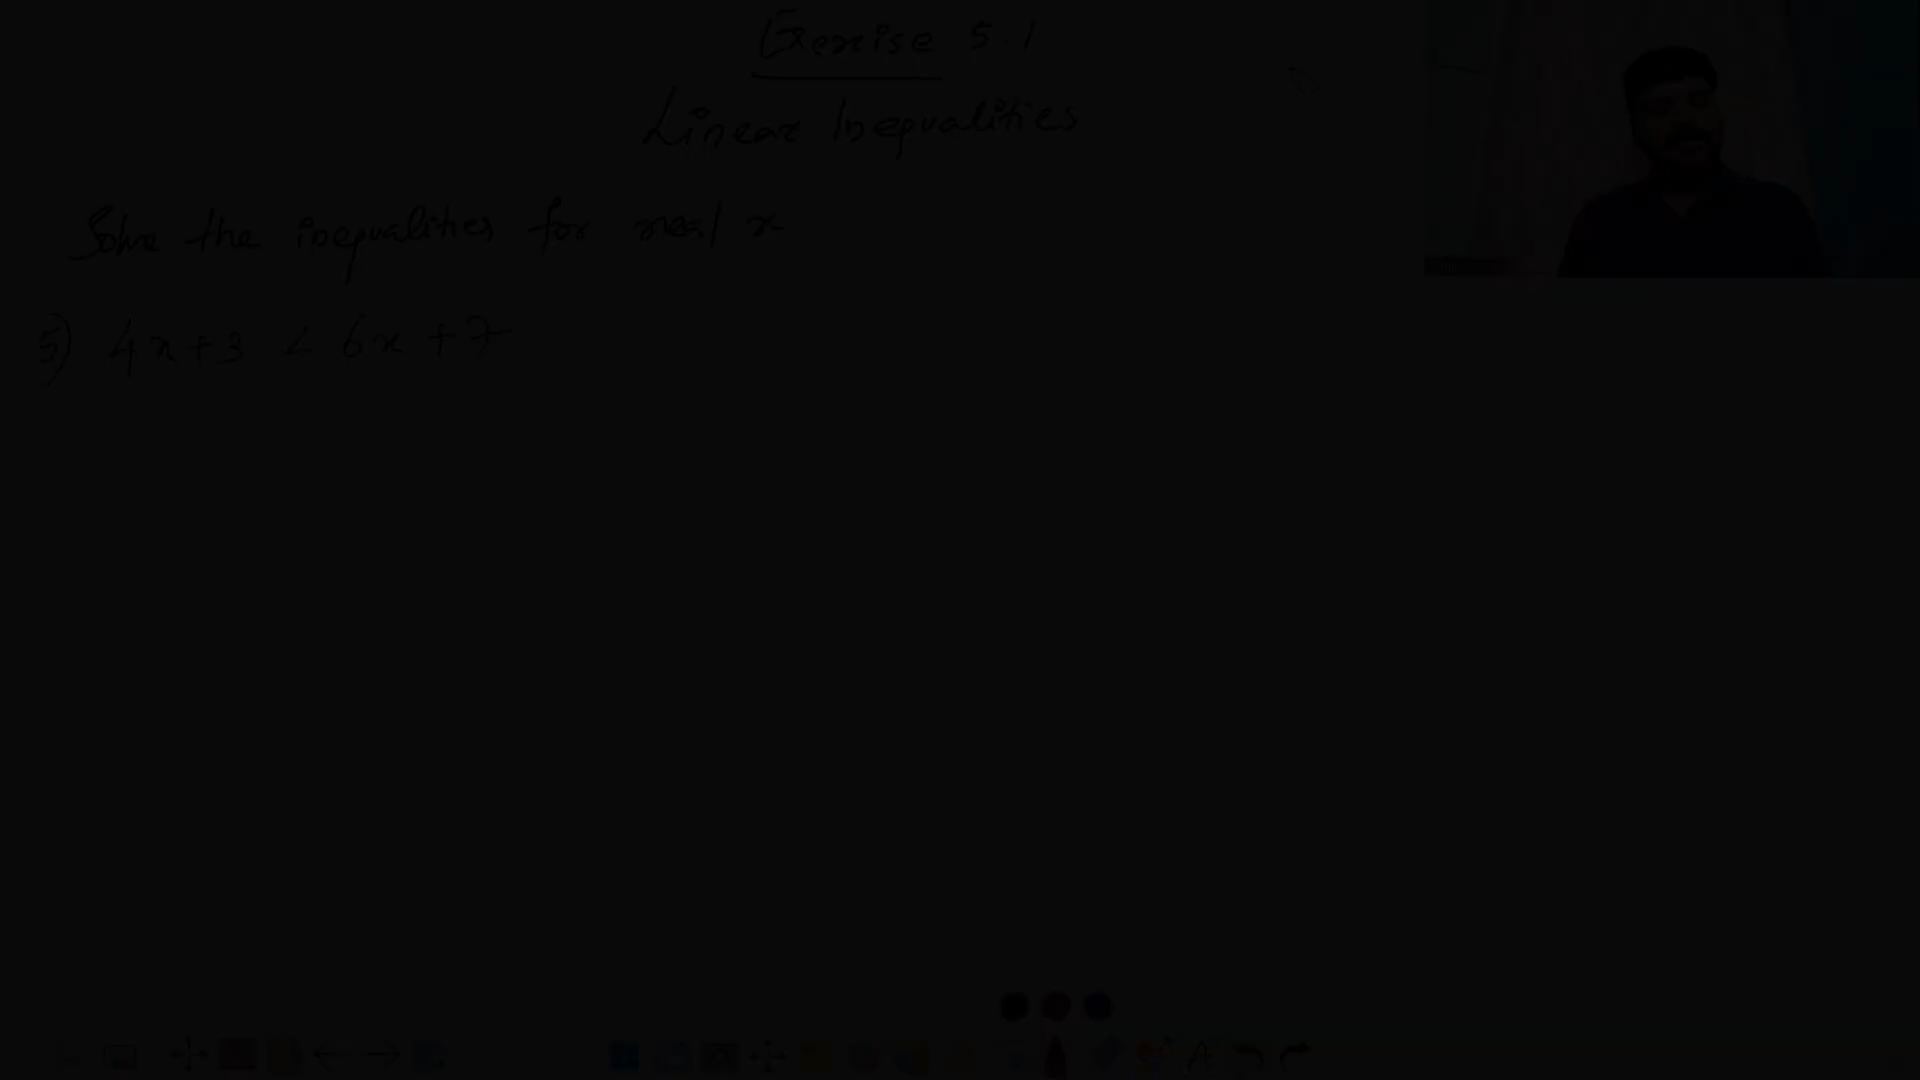 Exercise 5.1
Linear Inequalities
Solve the inequalities for real x
5) 4x+3 < 6x+7